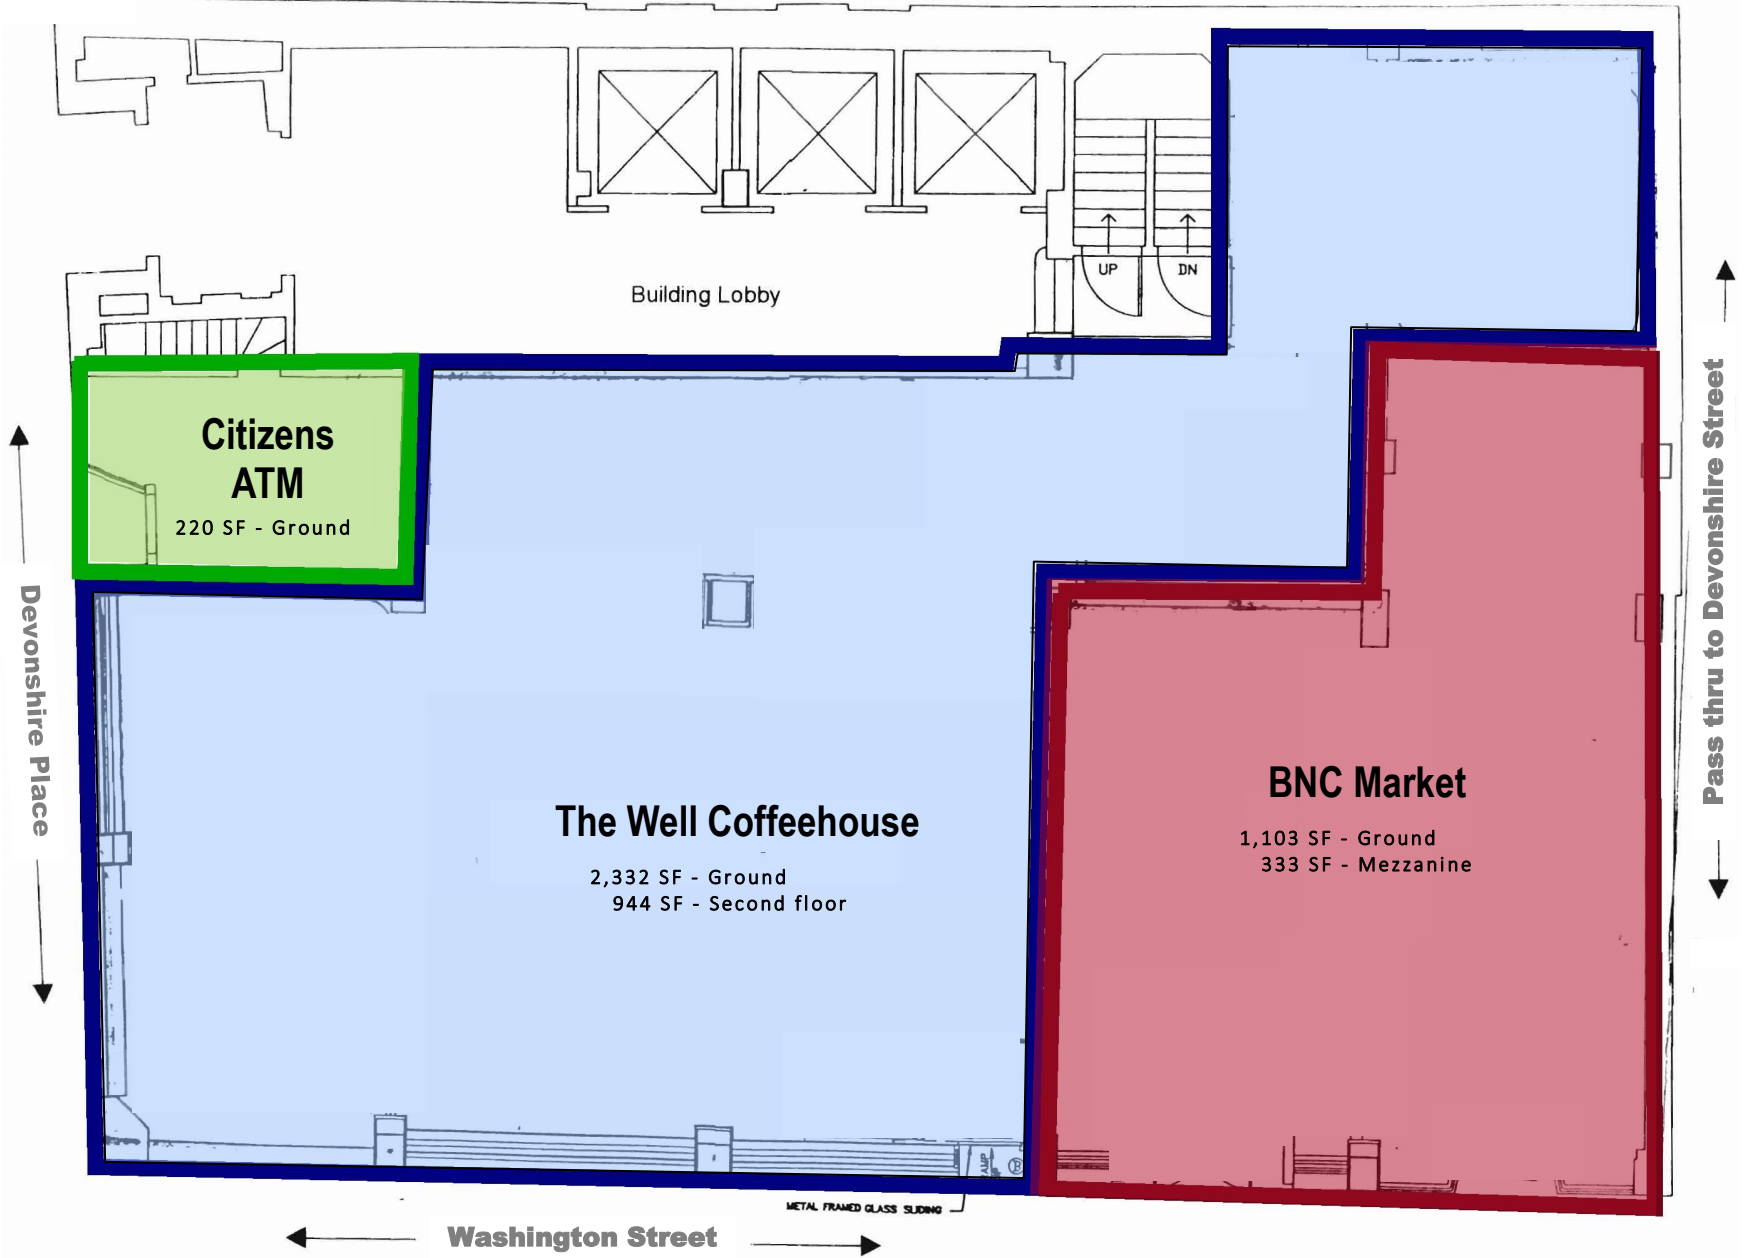 UP
DN
Building Lobby
Citizens
ATM
220 SF - Ground
Devonshire Place
Pass thru to Devonshire Street
The Well Coffeehouse
2,332 SF - Ground
944 SF - Second floor
BNC Market
1,103 SF - Ground
333 SF - Mezzanine
METAL FRAMED GLASS SLIDING
Washington Street